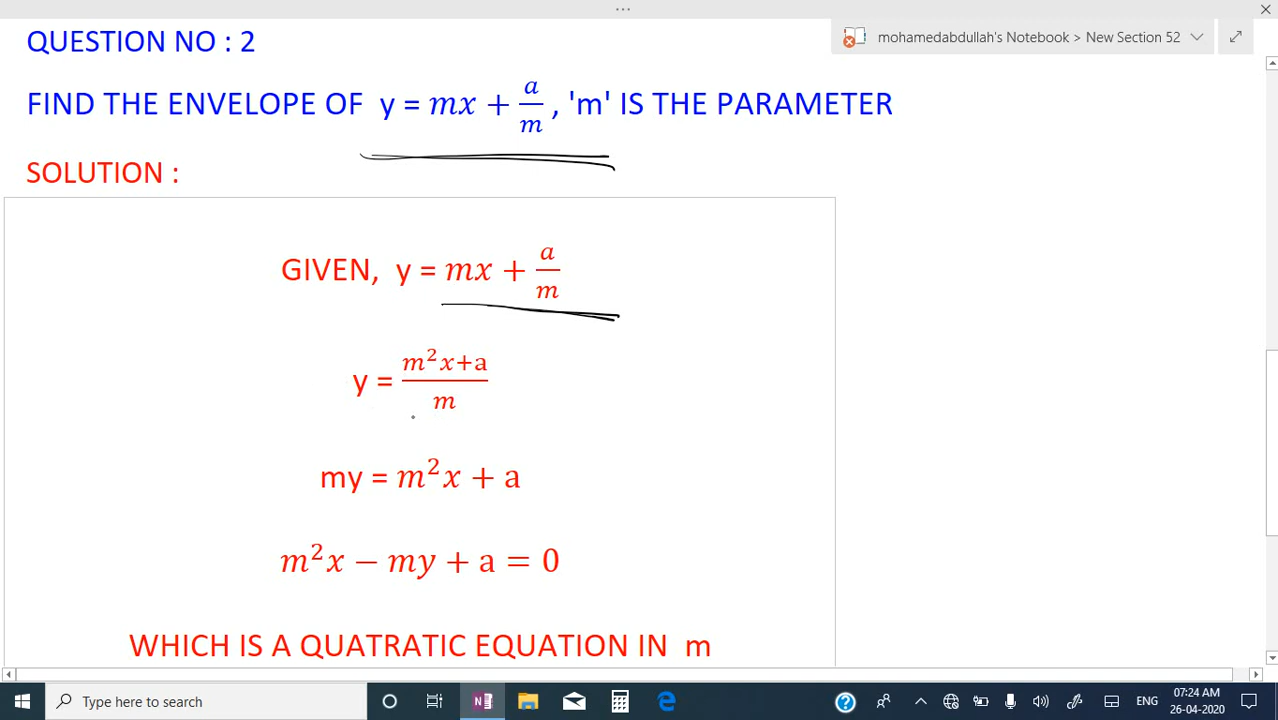 ...
QUESTION NO : 2
mohamedabdullah's Notebook > New Section 52
FIND THE ENVELOPE OF y = mx + a/m , 'm' IS THE PARAMETER
SOLUTION :
GIVEN, y = mx + a/m
y = m²x+a/m
my = m²x + a
m²x − my + a = 0
WHICH IS A QUATRATIC EQUATION IN m
Type here to search
ENG
07:24 AM
26-04-2020